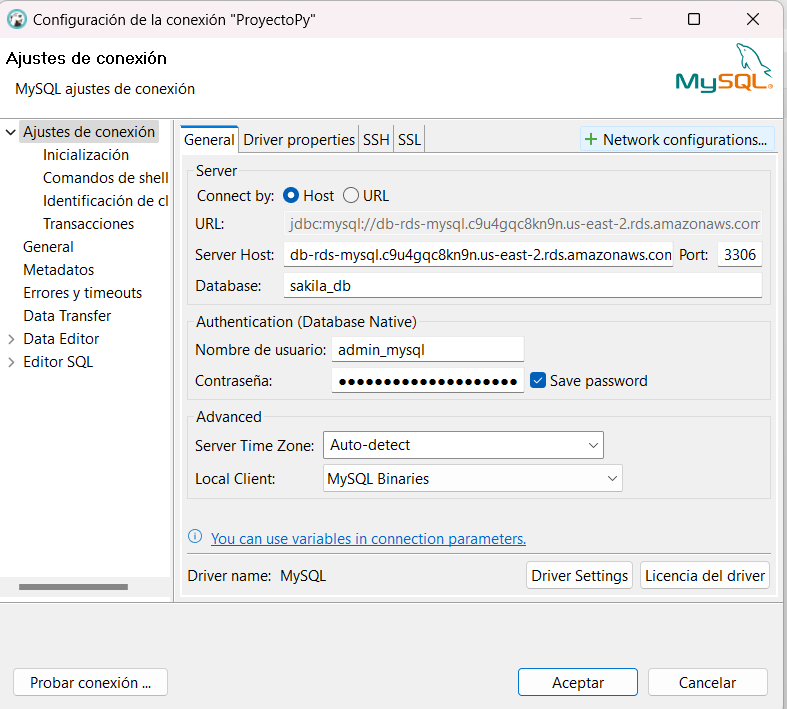 Configuración de la conexión "ProyectoPy"
Ajustes de conexión
MySQL ajustes de conexión
MySQL®
Ajustes de conexión
Inicialización
Comandos de shell
Identificación de cl
Transacciones
General
Metadatos
Errores y timeouts
Data Transfer
Data Editor
Editor SQL
General Driver properties SSH SSL
Network configurations...
Server
Connect by: Host URL
URL: jdbc:mysql://db-rds-mysql.c9u4gqc8kn9n.us-east-2.rds.amazonaws.com
Server Host: db-rds-mysql.c9u4gqc8kn9n.us-east-2.rds.amazonaws.con Port: 3306
Database: sakila_db
Authentication (Database Native)
Nombre de usuario: admin_mysql
Contraseña: ●●●●●●●●●●●●●●●●●●●● Save password
Advanced
Server Time Zone: Auto-detect
Local Client: MySQL Binaries
You can use variables in connection parameters.
Driver name: MySQL
Driver Settings
Licencia del driver
Probar conexión ...
Aceptar
Cancelar